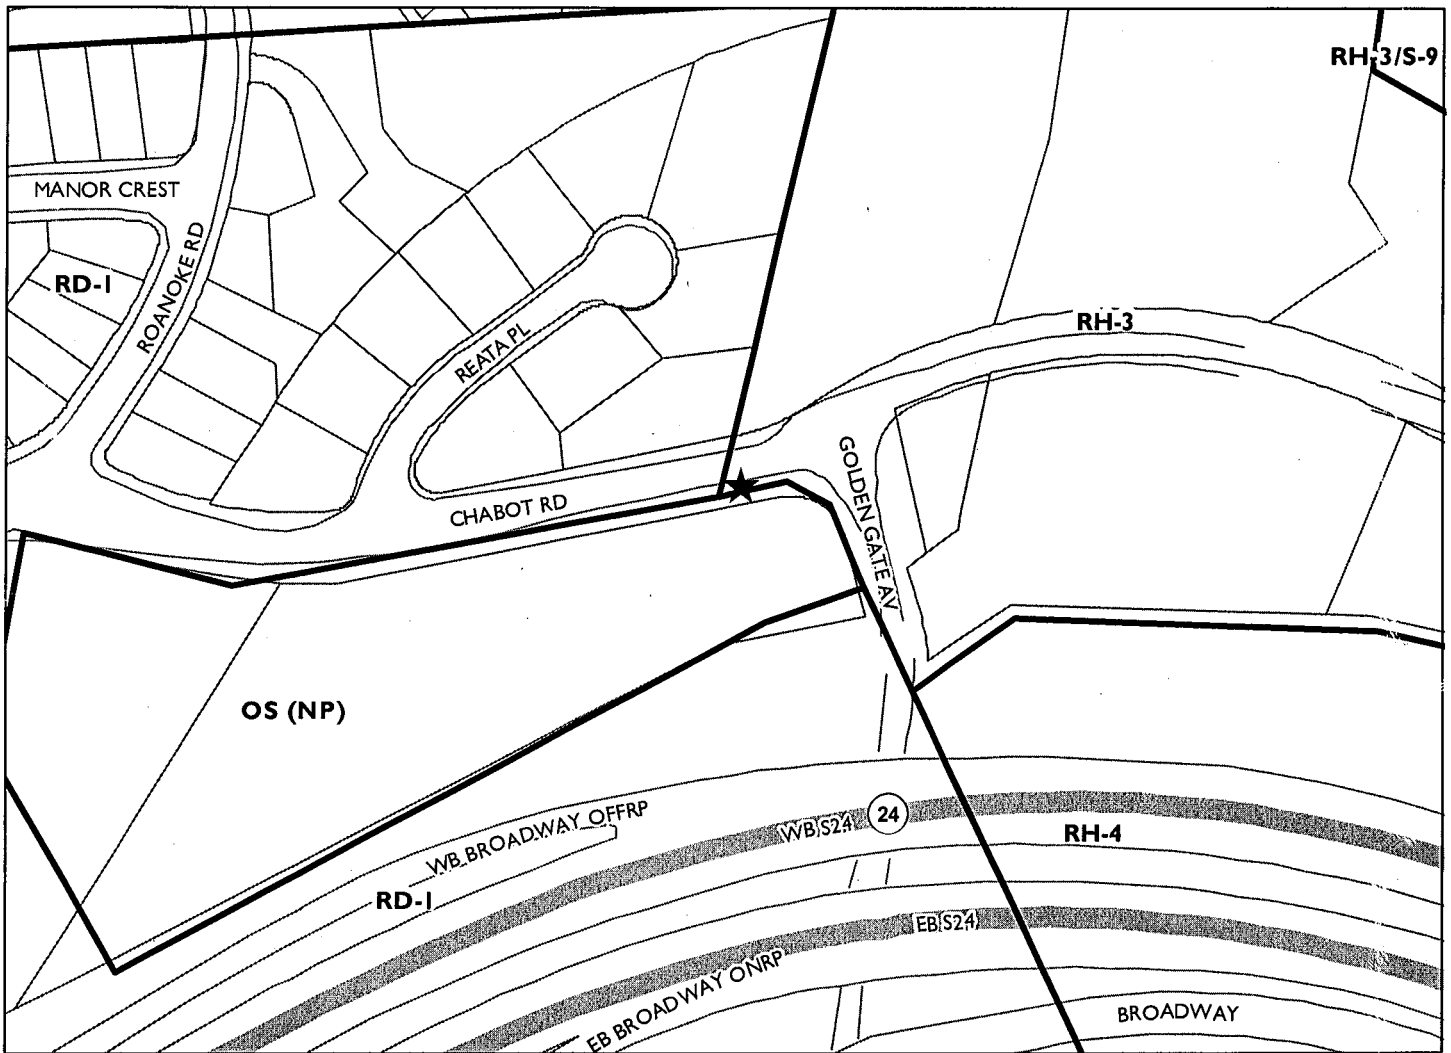 RH-3/S-9
MANOR CREST
ROANOKE RD
RD-1
REATA PL
RH-3
GOLDEN GATE AV
CHABOT RD
OS (NP)
WB BROADWAY OFFRP
WB S24
24
RH-4
RD-1
EB S24
EB BROADWAY ONRP
BROADWAY